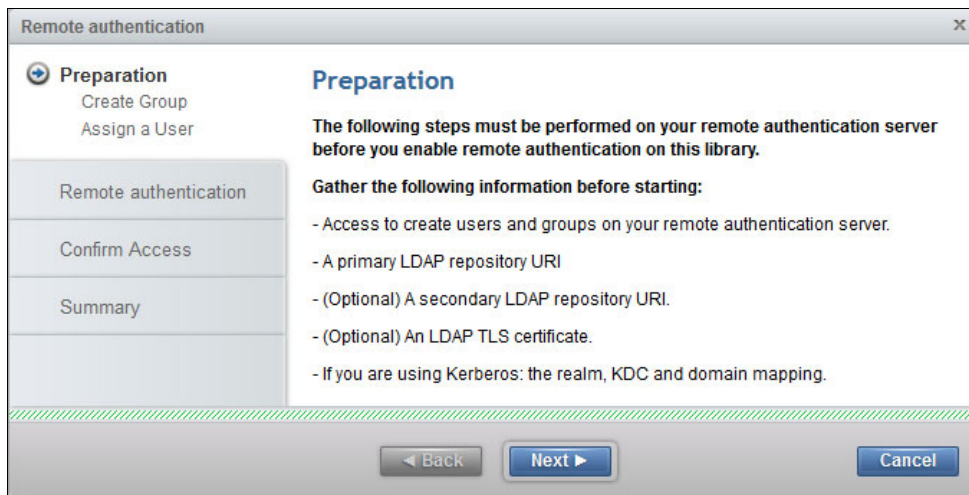 Remote authentication
x
Preparation
Create Group
Assign a User
Remote authentication
Confirm Access
Summary
Preparation
The following steps must be performed on your remote authentication server
before you enable remote authentication on this library.
Gather the following information before starting:
- Access to create users and groups on your remote authentication server.
- A primary LDAP repository URI
- (Optional) A secondary LDAP repository URI.
- (Optional) An LDAP TLS certificate.
- If you are using Kerberos: the realm, KDC and domain mapping.
◄ Back
Next ►
Cancel